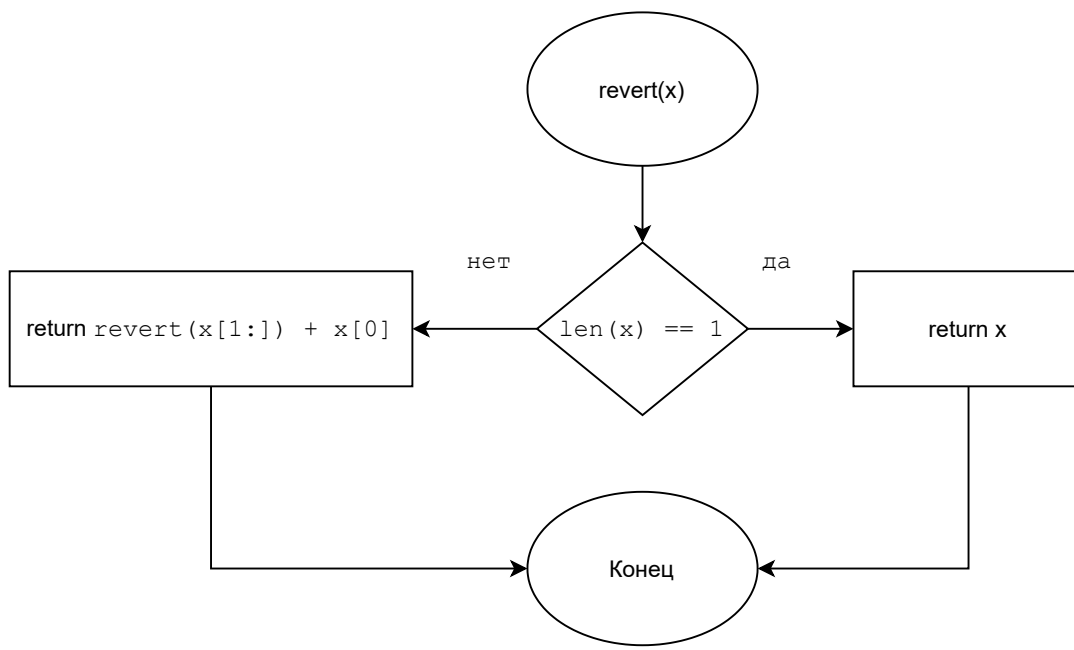 revert(x)
нет
да
return revert(x[1:]) + x[0]
len(x) == 1
return x
Конец